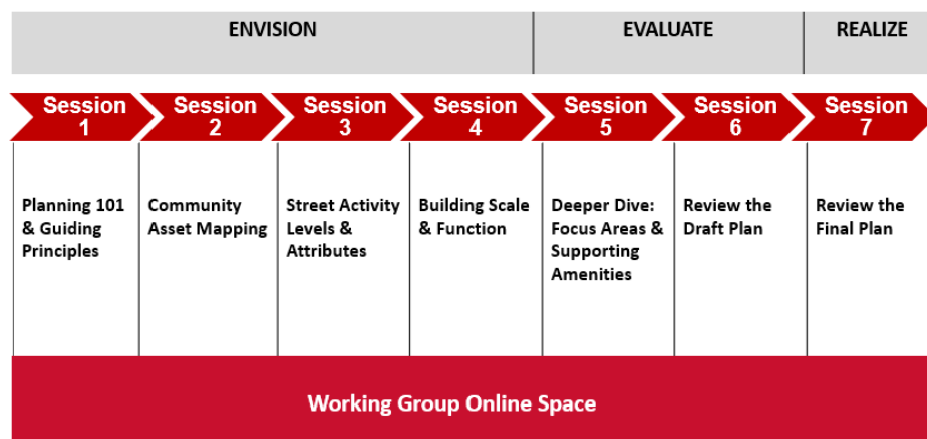 ENVISION
EVALUATE
REALIZE
Session
1
Session
2
Session
3
Session
4
Session
5
Session
6
Session
7
Planning 101
& Guiding
Principles
Community
Asset Mapping
Street Activity
Levels &
Attributes
Building Scale
& Function
Deeper Dive:
Focus Areas &
Supporting
Amenities
Review the
Draft Plan
Review the
Final Plan
Working Group Online Space